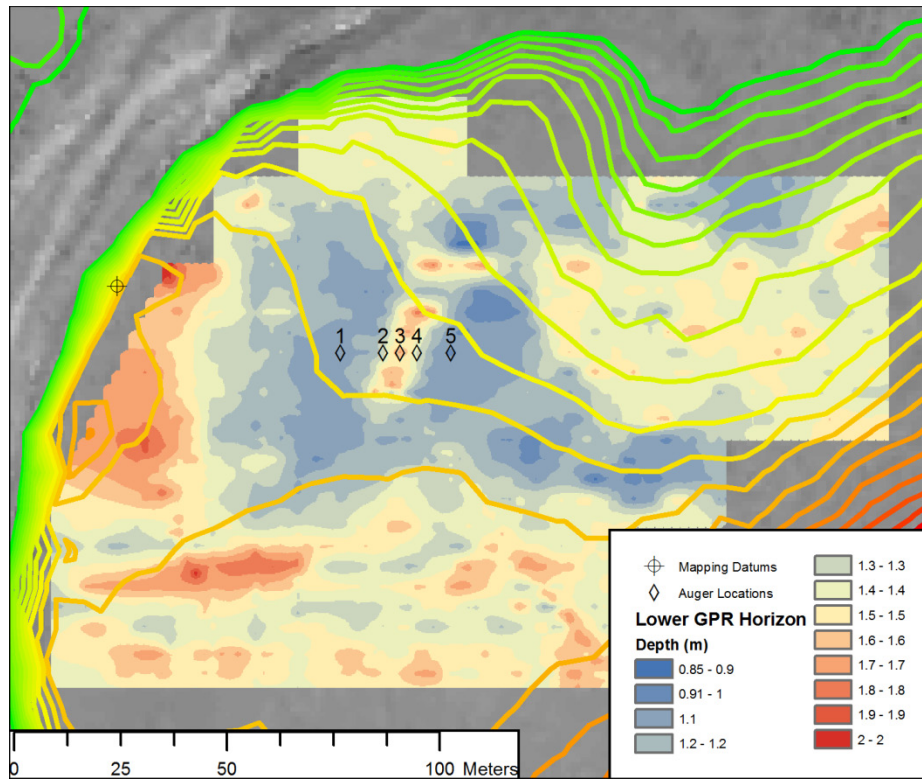 1 2 3 4 5
Mapping Datums
Auger Locations
Lower GPR Horizon
Depth (m)
0.85 - 0.9
0.91 - 1
1.1
1.2 - 1.2
1.3 - 1.3
1.4 - 1.4
1.5 - 1.5
1.6 - 1.6
1.7 - 1.7
1.8 - 1.8
1.9 - 1.9
2 - 2
0 25 50 100 Meters